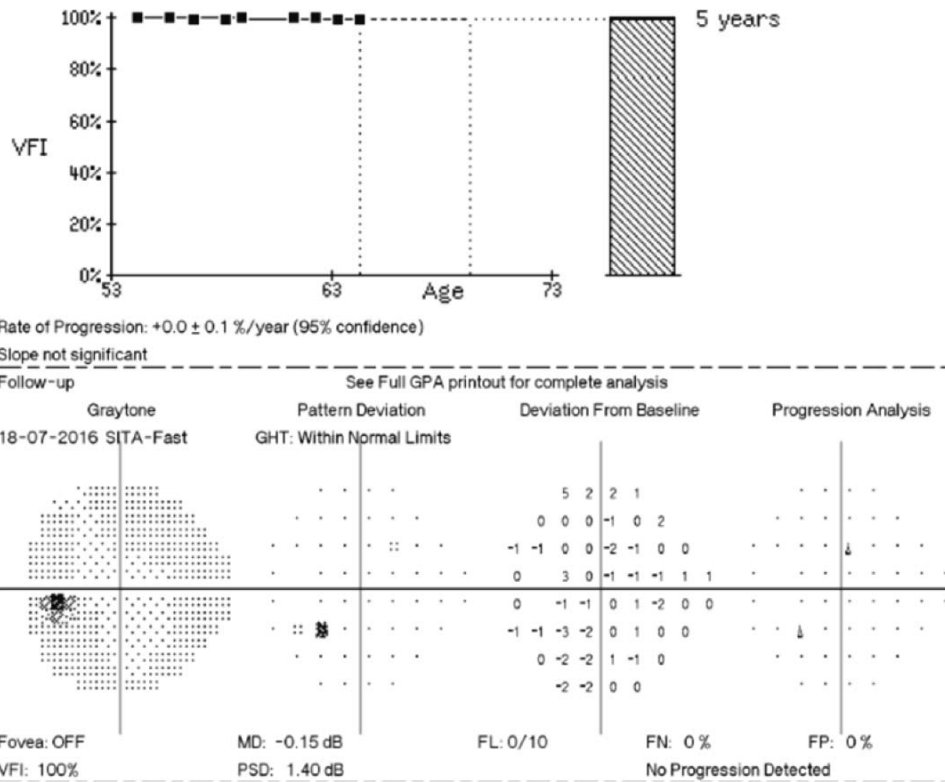 100%
80%
60%
40%
20%
0%
VFI
53 63 Age 73
5 years
Rate of Progression: +0.0 ± 0.1 %/year (95% confidence)
Slope not significant
Follow-up See Full GPA printout for complete analysis
Graytone Pattern Deviation Deviation From Baseline Progression Analysis
18-07-2016 SITA-Fast GHT: Within Normal Limits
5 2 2 1
0 0 0 -1 0 2
-1 -1 0 0 -2 -1 0 0
0 3 0 -1 -1 -1 1 1
0 -1 -1 0 1 -2 0 0
-1 -1 -3 -2 0 1 0 0
0 -2 -2 1 -1 0
-2 -2 0 0
Fovea: OFF MD: -0.15 dB FL: 0/10 FN: 0 % FP: 0 %
VFI: 100% PSD: 1.40 dB No Progression Detected